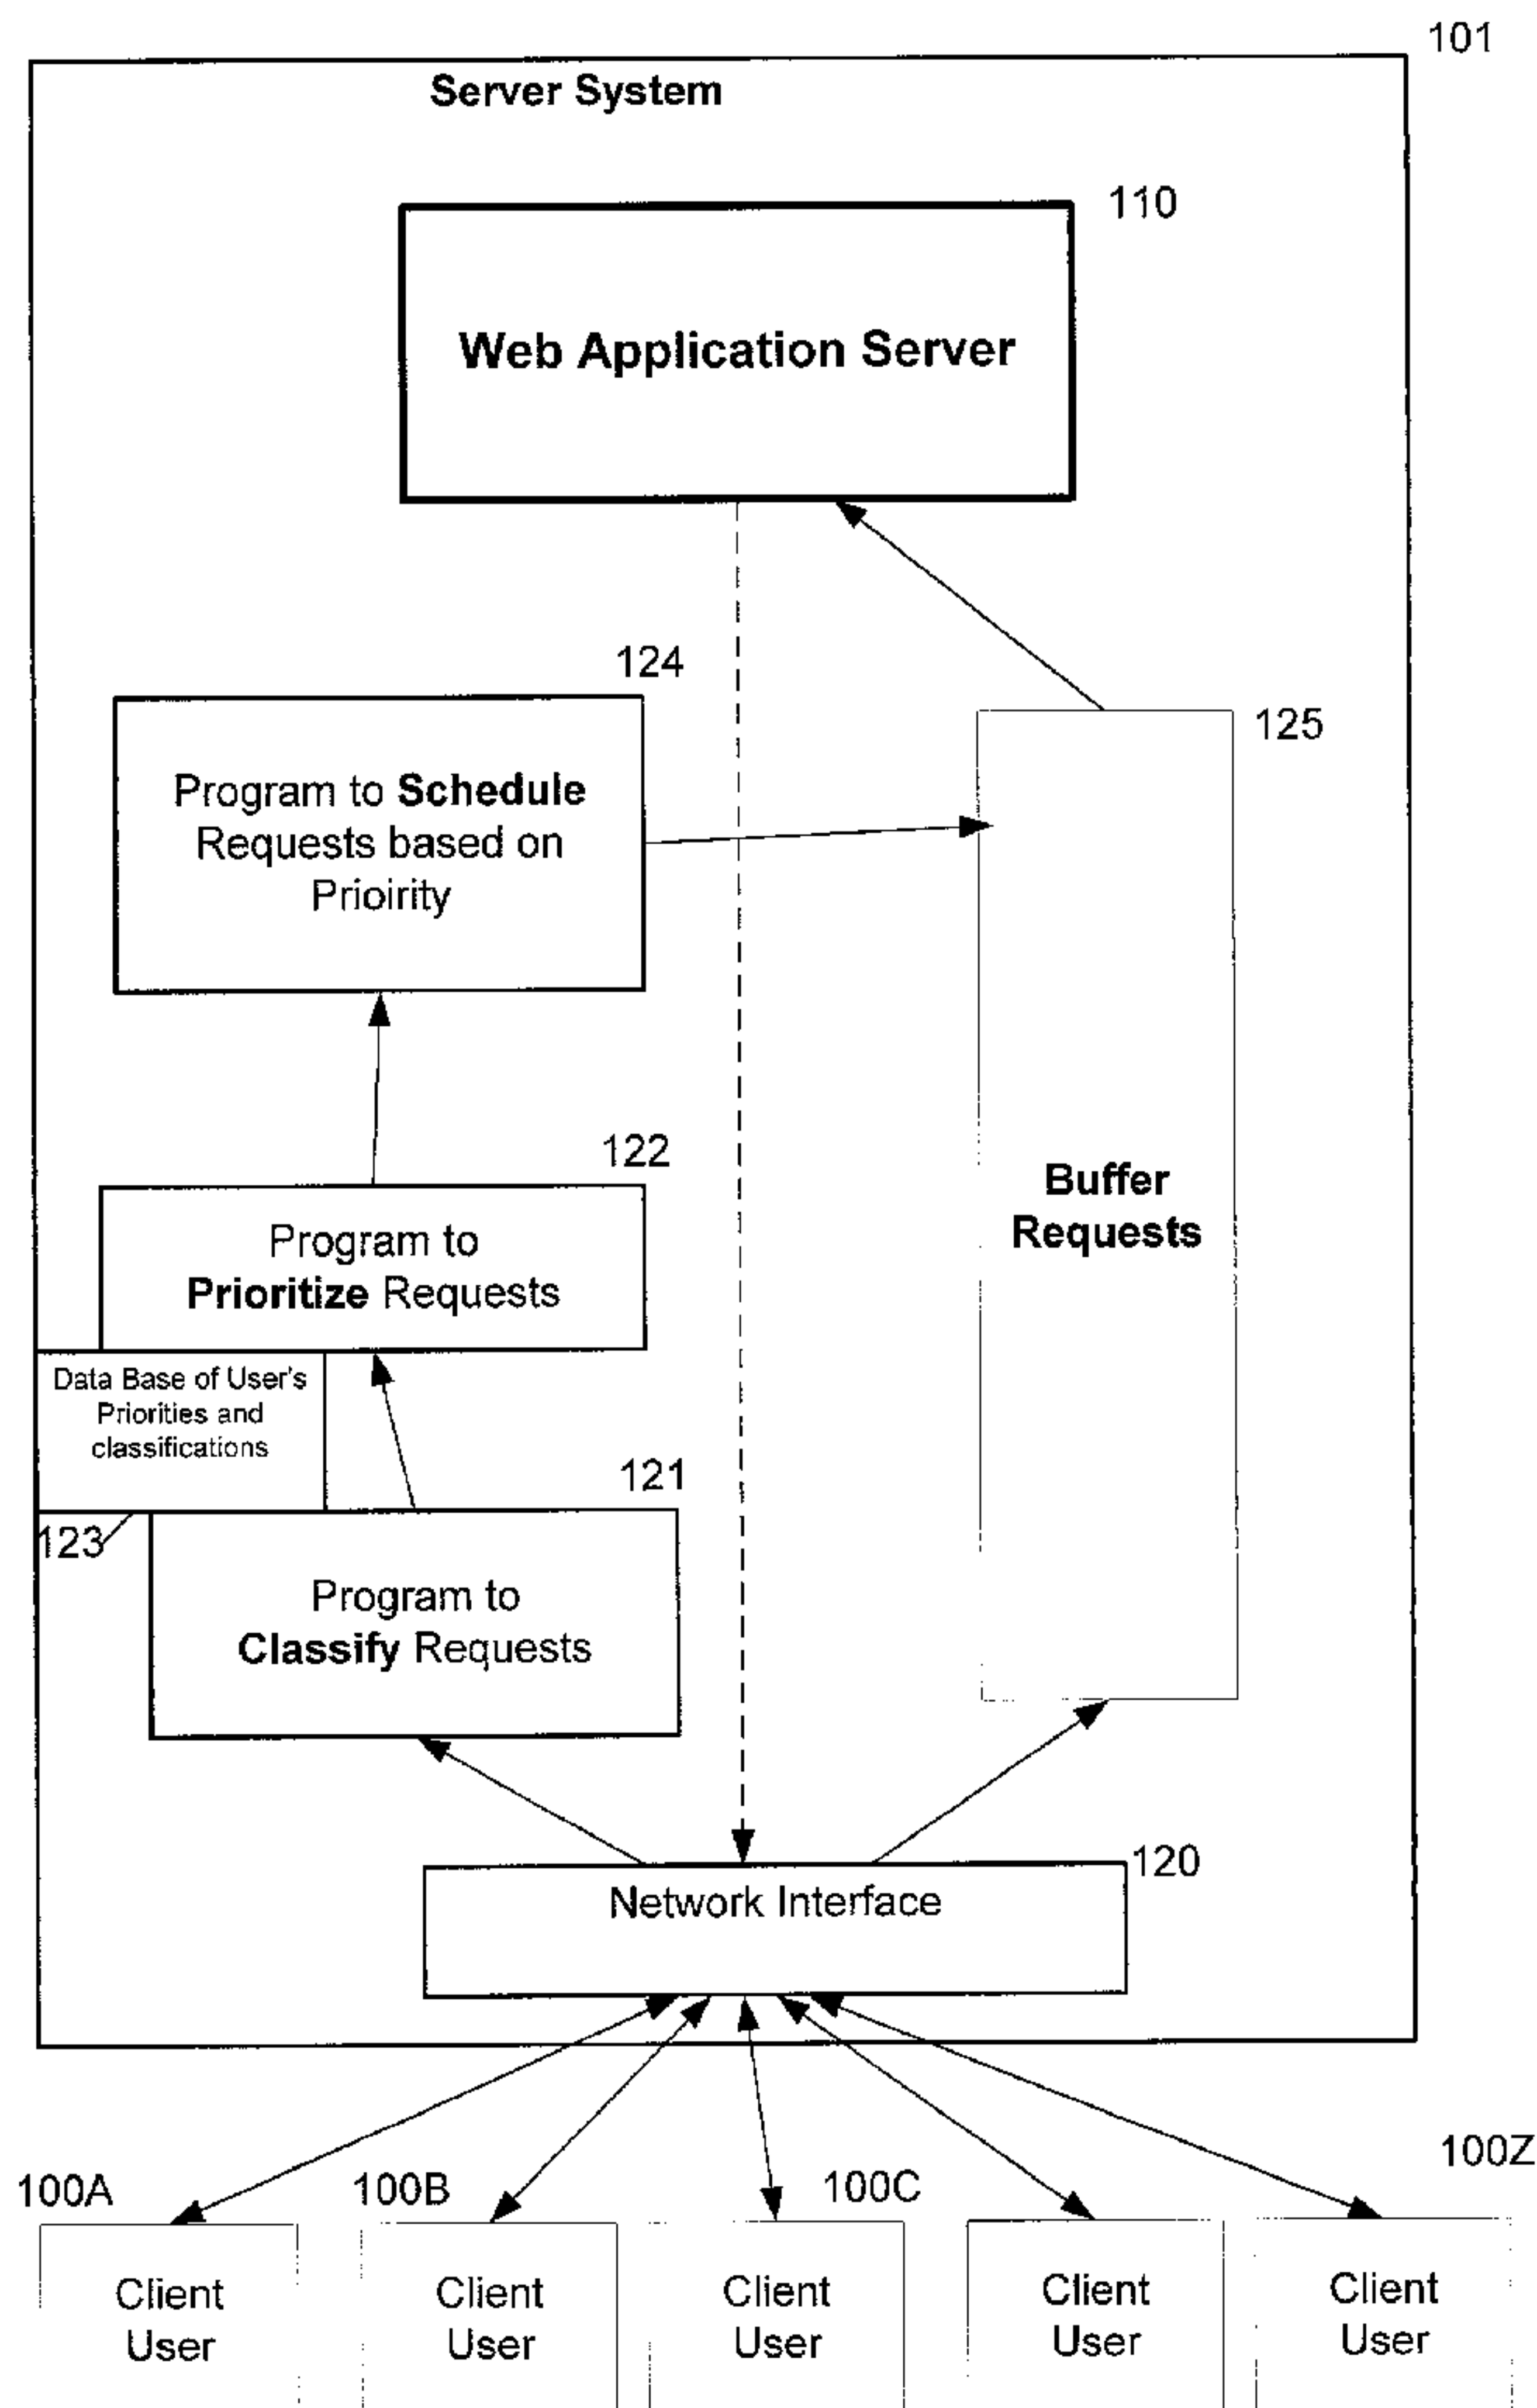 101
Server System
110
Web Application Server
124
Program to Schedule
Requests based on
Prioirity
125
Buffer
Requests
122
Program to
Prioritize Requests
Data Base of User's
Priorities and
classifications
121
123
Program to
Classify Requests
120
Network Interface
100A
100B
100C
100Z
Client
User
Client
User
Client
User
Client
User
Client
User